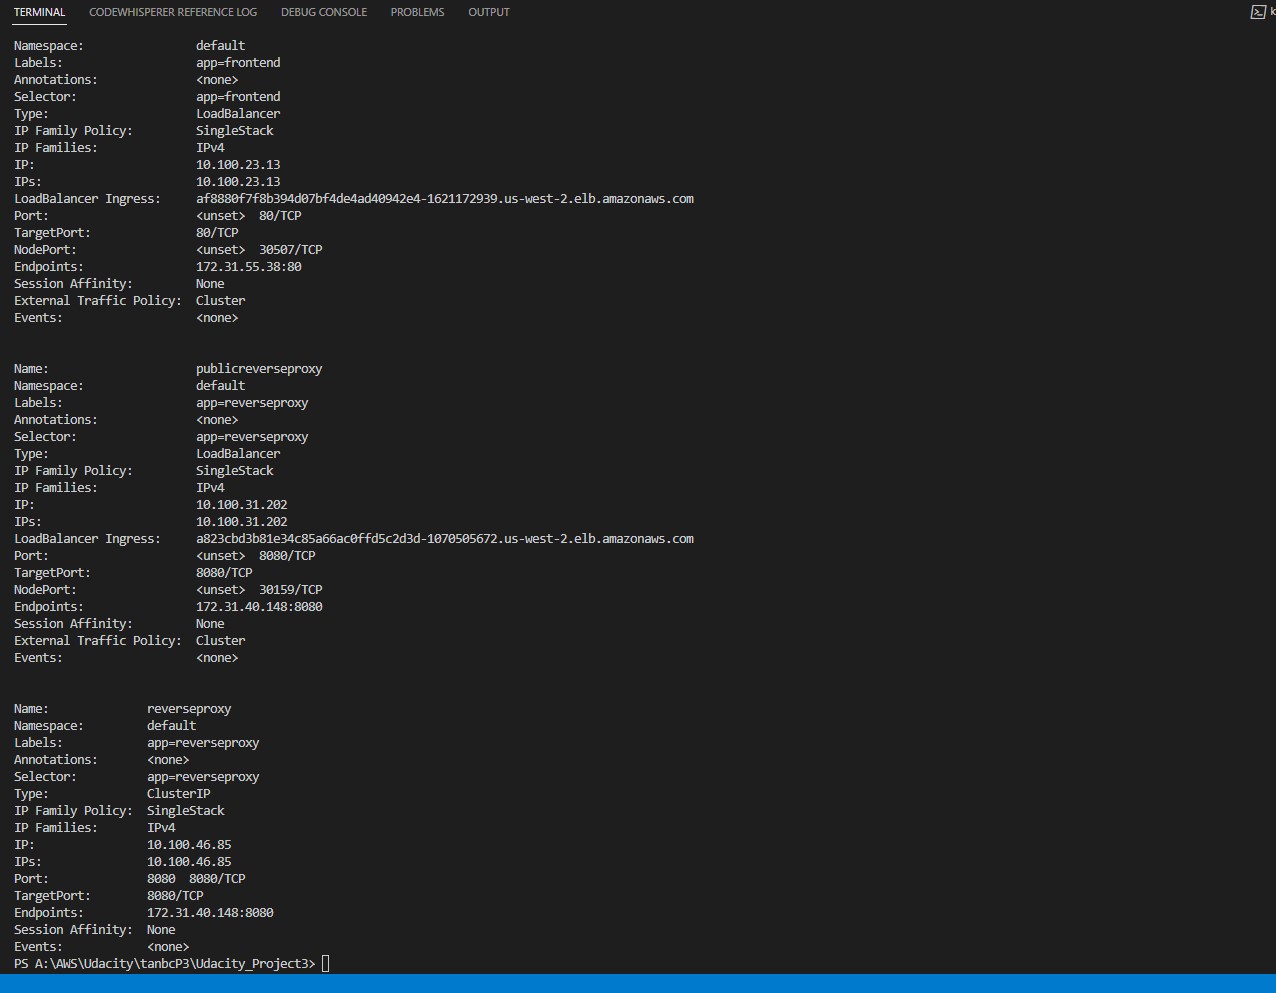 TERMINAL CODEWHISPERER REFERENCE LOG DEBUG CONSOLE PROBLEMS OUTPUT k
Namespace: default
Labels: app=frontend
Annotations: <none>
Selector: app=frontend
Type: LoadBalancer
IP Family Policy: SingleStack
IP Families: IPv4
IP: 10.100.23.13
IPs: 10.100.23.13
LoadBalancer Ingress: af8880f7f8b394d07bf4de4ad40942e4-1621172939.us-west-2.elb.amazonaws.com
Port: <unset> 80/TCP
TargetPort: 80/TCP
NodePort: <unset> 30507/TCP
Endpoints: 172.31.55.38:80
Session Affinity: None
External Traffic Policy: Cluster
Events: <none>
Name: publicreverseproxy
Namespace: default
Labels: app=reverseproxy
Annotations: <none>
Selector: app=reverseproxy
Type: LoadBalancer
IP Family Policy: SingleStack
IP Families: IPv4
IP: 10.100.31.202
IPs: 10.100.31.202
LoadBalancer Ingress: a823cbd3b81e34c85a66ac0ffd5c2d3d-1070505672.us-west-2.elb.amazonaws.com
Port: <unset> 8080/TCP
TargetPort: 8080/TCP
NodePort: <unset> 30159/TCP
Endpoints: 172.31.40.148:8080
Session Affinity: None
External Traffic Policy: Cluster
Events: <none>
Name: reverseproxy
Namespace: default
Labels: app=reverseproxy
Annotations: <none>
Selector: app=reverseproxy
Type: ClusterIP
IP Family Policy: SingleStack
IP Families: IPv4
IP: 10.100.46.85
IPs: 10.100.46.85
Port: 8080 8080/TCP
TargetPort: 8080/TCP
Endpoints: 172.31.40.148:8080
Session Affinity: None
Events: <none>
PS A:\AWS\Udacity\tanbcP3\Udacity_Project3>